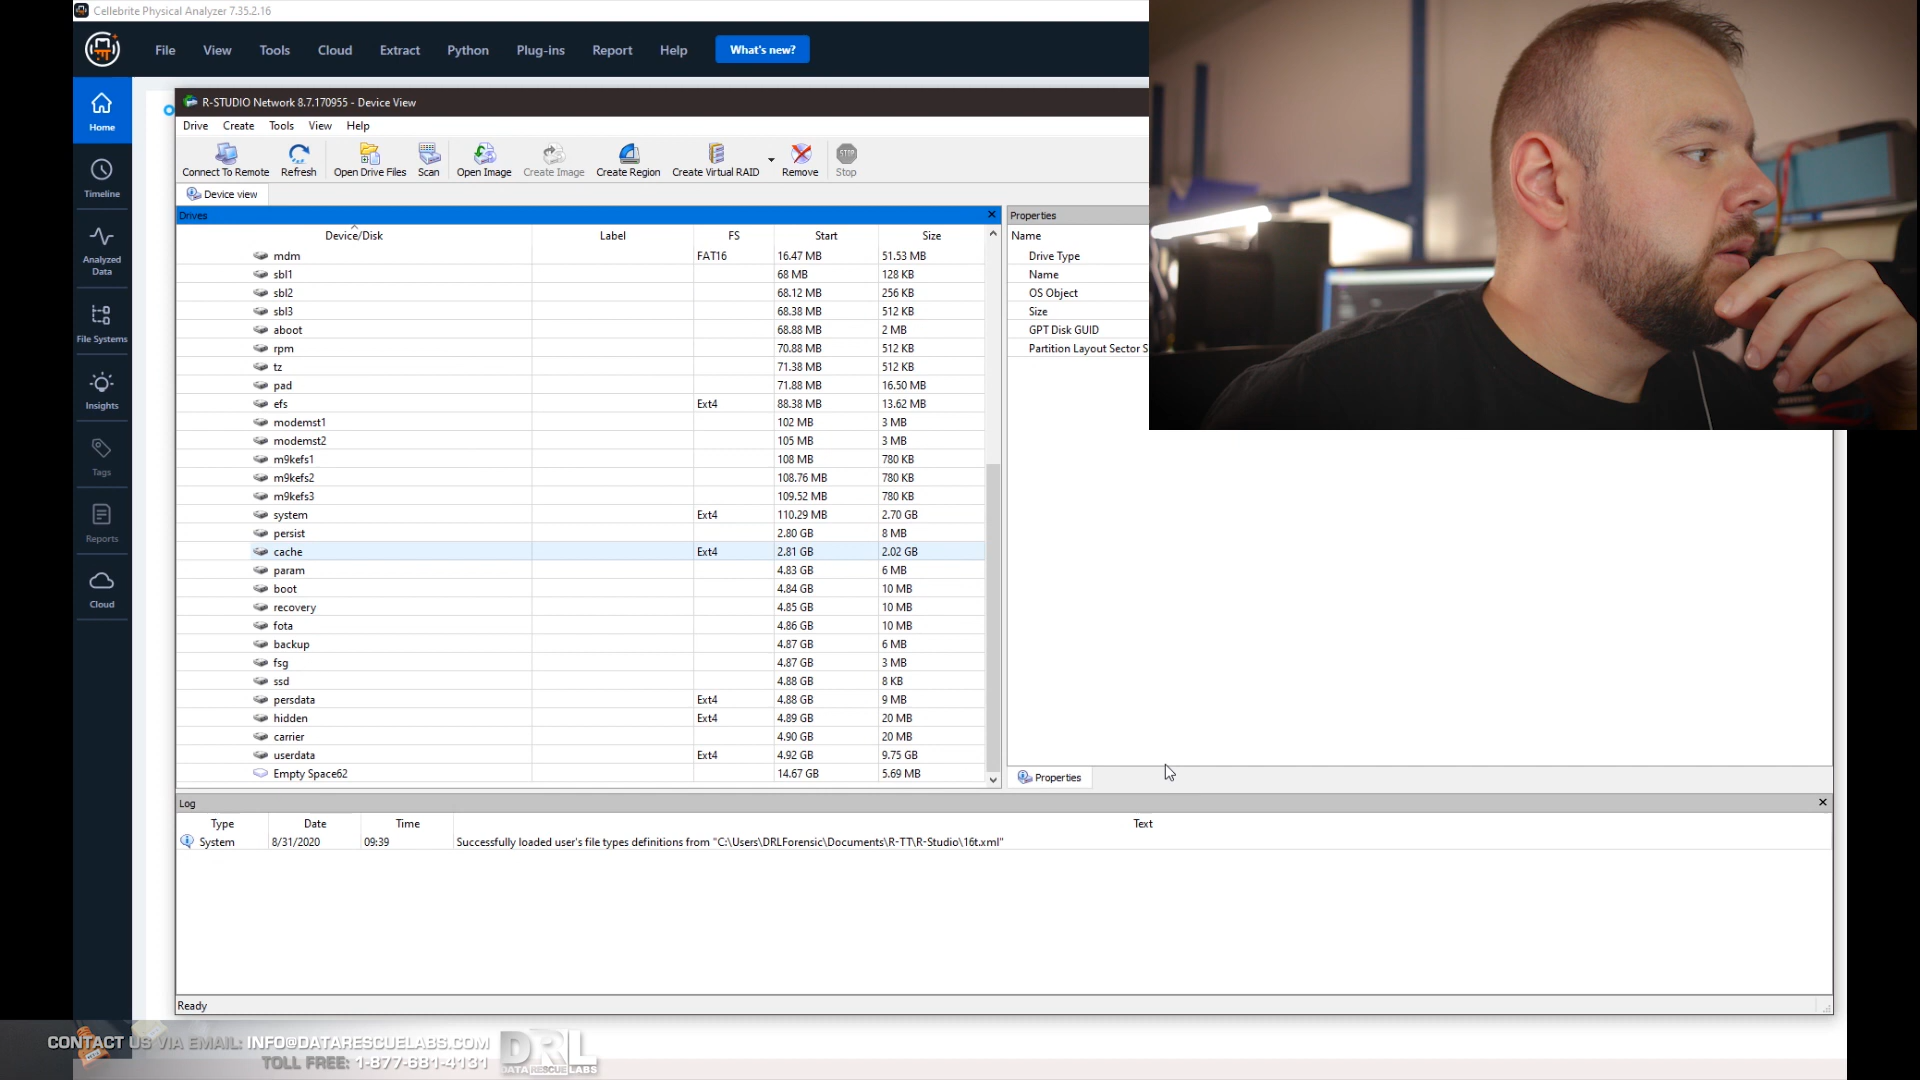 Cellebrite Physical Analyzer 7.35.2.16
File View Tools Cloud Extract Python Plug-ins Report Help What's new?
Home
Timeline
Analyzed
Data
File Systems
Insights
Tags
Reports
Cloud
R-STUDIO Network 8.7.170955 - Device View
Drive Create Tools View Help
Connect To Remote Refresh Open Drive Files Scan Open Image Create Image Create Region Create Virtual RAID Remove STOP Stop
Device view
Drives
Device/Disk Label FS Start Size
mdm FAT16 16.47 MB 51.53 MB
sbl1 68 MB 128 KB
sbl2 68.12 MB 256 KB
sbl3 68.38 MB 512 KB
aboot 68.88 MB 2 MB
rpm 70.88 MB 512 KB
tz 71.38 MB 512 KB
pad 71.88 MB 16.50 MB
efs Ext4 88.38 MB 13.62 MB
modemst1 102 MB 3 MB
modemst2 105 MB 3 MB
m9kefs1 108 MB 780 KB
m9kefs2 108.76 MB 780 KB
m9kefs3 109.52 MB 780 KB
system Ext4 110.29 MB 2.70 GB
persist 2.80 GB 8 MB
cache Ext4 2.81 GB 2.02 GB
param 4.83 GB 6 MB
boot 4.84 GB 10 MB
recovery 4.85 GB 10 MB
fota 4.86 GB 10 MB
backup 4.87 GB 6 MB
fsg 4.87 GB 3 MB
ssd 4.88 GB 8 KB
persdata Ext4 4.88 GB 9 MB
hidden Ext4 4.89 GB 20 MB
carrier 4.90 GB 20 MB
userdata Ext4 4.92 GB 9.75 GB
Empty Space62 14.67 GB 5.69 MB
Properties
Name
Drive Type
Name
OS Object
Size
GPT Disk GUID
Partition Layout Sector S
Properties
Log
Type Date Time Text
System 8/31/2020 09:39 Successfully loaded user's file types definitions from "C:\Users\DRLForensic\Documents\R-TT\R-Studio\16t.xml"
Ready
CONTACT US VIA EMAIL: INFO@DATARESCUELABS.COM
TOLL FREE: 1-877-681-4131
DRL
DATA RESCUE LABS